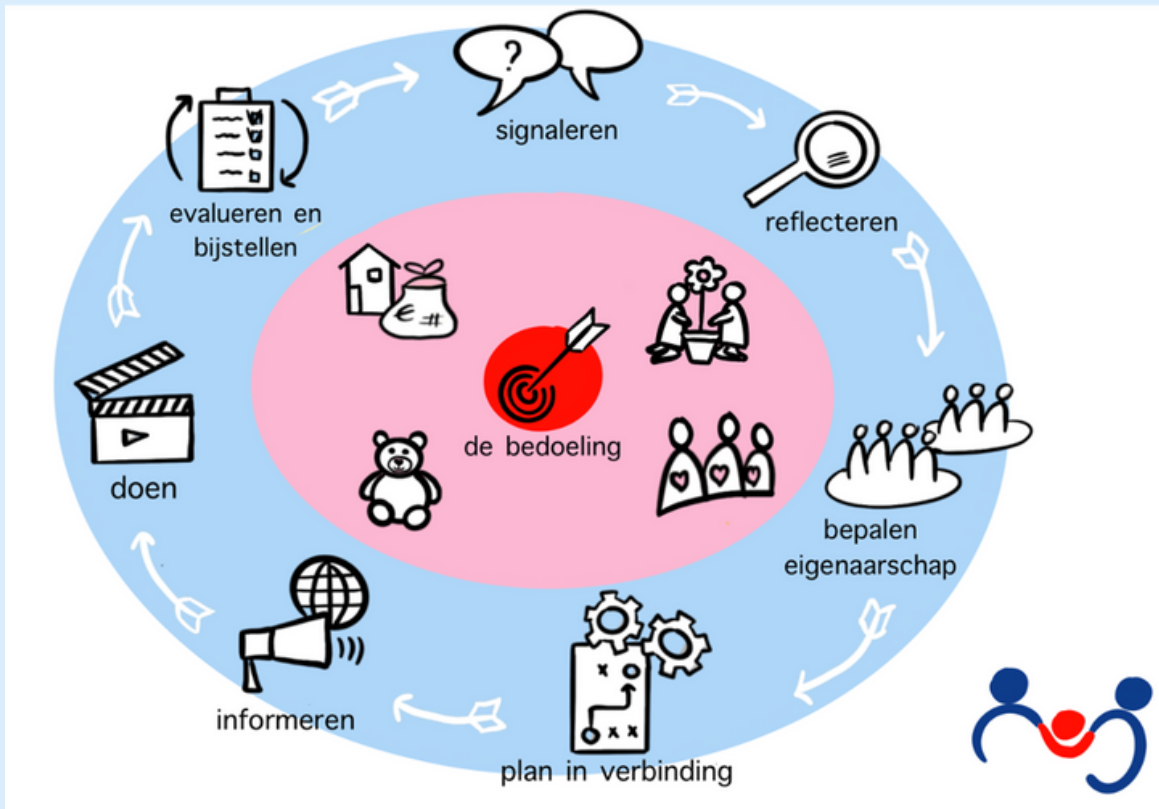 ?
signaleren
reflecteren
bepalen
eigenaarschap
plan in verbinding
informeren
doen
evalueren en
bijstellen
€
de bedoeling